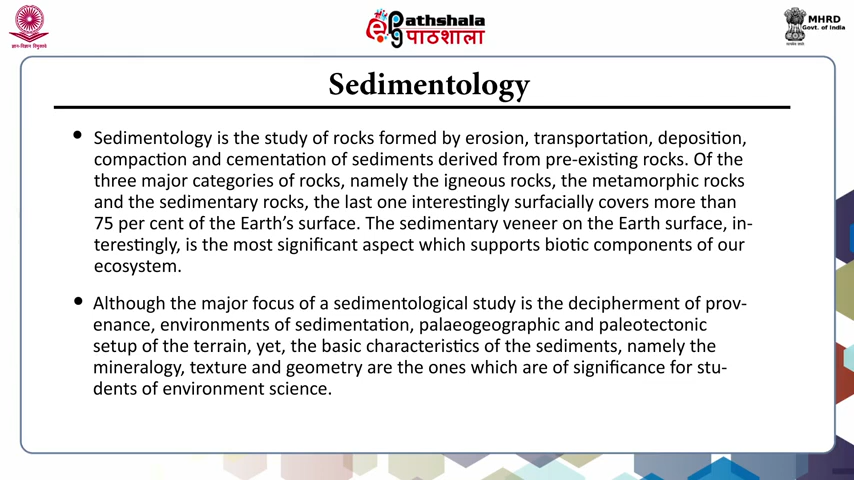 ज्ञान-विज्ञान विमुक्तये
ePathshala
पाठशाला
सत्यमेव जयते
MHRD
Govt. of India
Sedimentology
• Sedimentology is the study of rocks formed by erosion, transportation, deposition,
compaction and cementation of sediments derived from pre-existing rocks. Of the
three major categories of rocks, namely the igneous rocks, the metamorphic rocks
and the sedimentary rocks, the last one interestingly surfacially covers more than
75 per cent of the Earth’s surface. The sedimentary veneer on the Earth surface, in-
terestingly, is the most significant aspect which supports biotic components of our
ecosystem.
• Although the major focus of a sedimentological study is the decipherment of prov-
enance, environments of sedimentation, palaeogeographic and paleotectonic
setup of the terrain, yet, the basic characteristics of the sediments, namely the
mineralogy, texture and geometry are the ones which are of significance for stu-
dents of environment science.